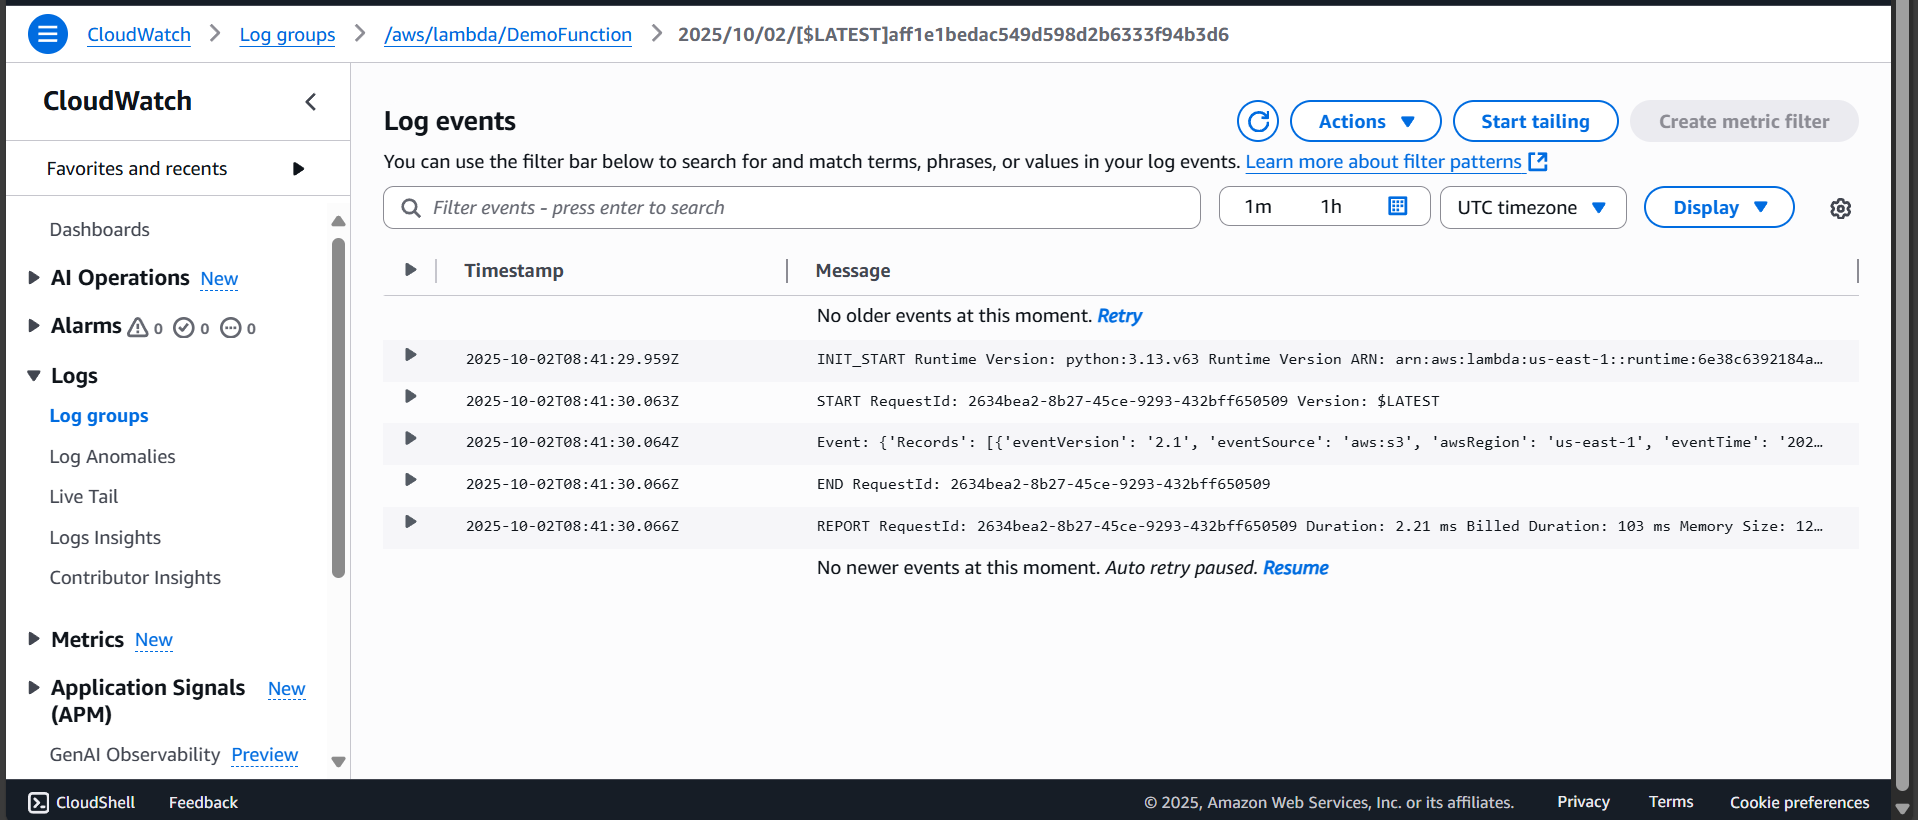 CloudWatch > Log groups > /aws/lambda/DemoFunction > 2025/10/02/[$LATEST]aff1e1bedac549d598d2b6333f94b3d6
CloudWatch
Favorites and recents
Dashboards
AI Operations New
Alarms 0 0 0
Logs
Log groups
Log Anomalies
Live Tail
Logs Insights
Contributor Insights
Metrics New
Application Signals New
(APM)
GenAI Observability Preview
Log events
Actions
Start tailing
Create metric filter
You can use the filter bar below to search for and match terms, phrases, or values in your log events. Learn more about filter patterns
Filter events - press enter to search
1m 1h
UTC timezone
Display
Timestamp Message
No older events at this moment. Retry
2025-10-02T08:41:29.959Z INIT_START Runtime Version: python:3.13.v63 Runtime Version ARN: arn:aws:lambda:us-east-1::runtime:6e38c6392184a…
2025-10-02T08:41:30.063Z START RequestId: 2634bea2-8b27-45ce-9293-432bff650509 Version: $LATEST
2025-10-02T08:41:30.064Z Event: {'Records': [{'eventVersion': '2.1', 'eventSource': 'aws:s3', 'awsRegion': 'us-east-1', 'eventTime': '202…
2025-10-02T08:41:30.066Z END RequestId: 2634bea2-8b27-45ce-9293-432bff650509
2025-10-02T08:41:30.066Z REPORT RequestId: 2634bea2-8b27-45ce-9293-432bff650509 Duration: 2.21 ms Billed Duration: 103 ms Memory Size: 12…
No newer events at this moment. Auto retry paused. Resume
CloudShell Feedback © 2025, Amazon Web Services, Inc. or its affiliates. Privacy Terms Cookie preferences